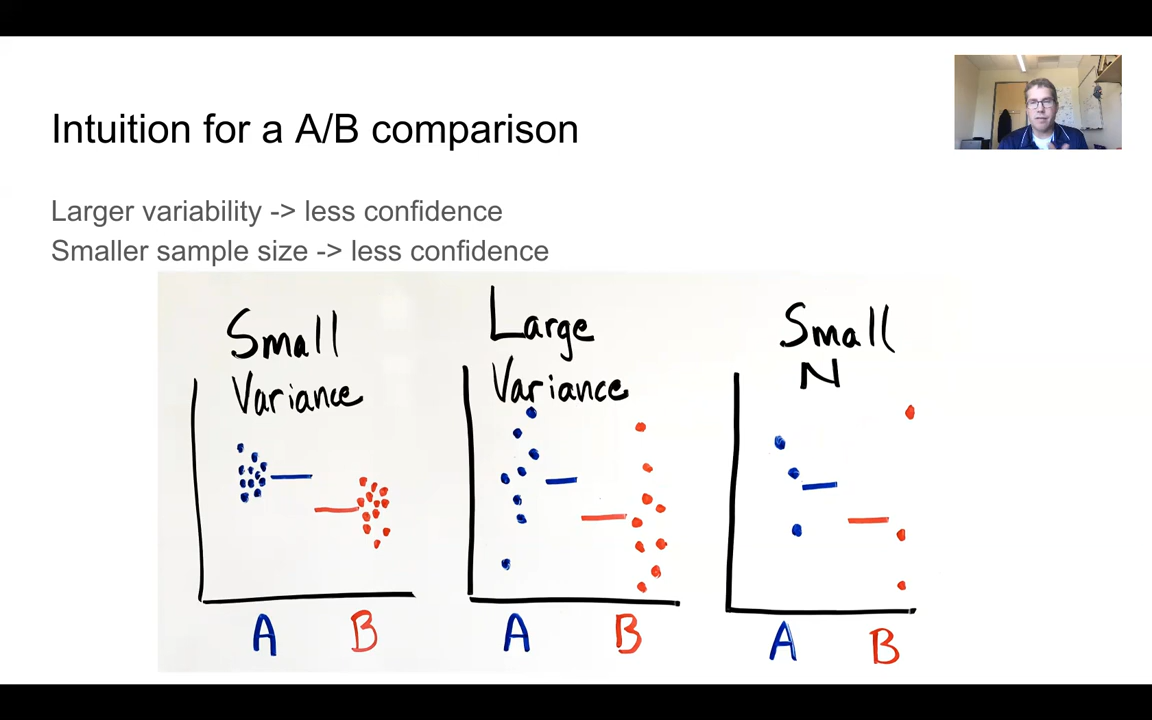 Intuition for a A/B comparison
Larger variability -> less confidence
Smaller sample size -> less confidence
Small
Variance
A B
Large
Variance
A B
Small
N
A B